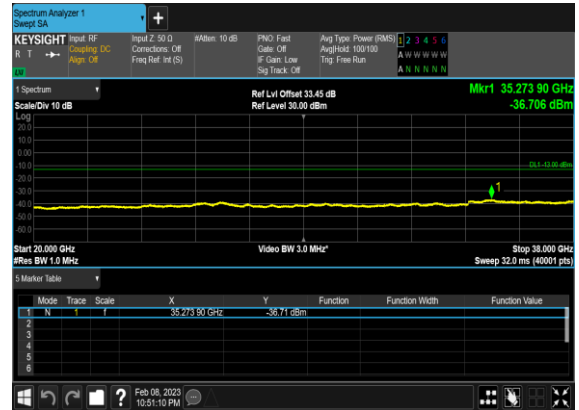 Spectrum Analyzer 1
Swept SA
+
KEYSIGHT Input: RF Input Z: 50 Ω #Atten: 10 dB PNO: Fast Avg Type: Power (RMS) 1 2 3 4 5 6
R T Coupling: DC Corrections: Off Gate: Off Avg|Hold: 100/100 A W W W W W
Align: Off Freq Ref: Int (S) IF Gain: Low Trig: Free Run
Sig Track: Off A N N N N N
1 Spectrum Ref Lvl Offset 33.45 dB Mkr1 35.273 90 GHz
Scale/Div 10 dB Ref Level 30.00 dBm -36.706 dBm
Log
20.0
10.0
0.00
-10.0
DL1 -13.00 dBm
-20.0
-30.0
1
-40.0
-50.0
-60.0
Start 20.000 GHz Video BW 3.0 MHz* Stop 38.000 GHz
#Res BW 1.0 MHz Sweep 32.0 ms (40001 pts)
5 Marker Table
Mode Trace Scale X Y Function Function Width Function Value
1 N 1 f 35.273 90 GHz -36.71 dBm
2
3
4
5
6
? Feb 08, 2023
10:51:10 PM